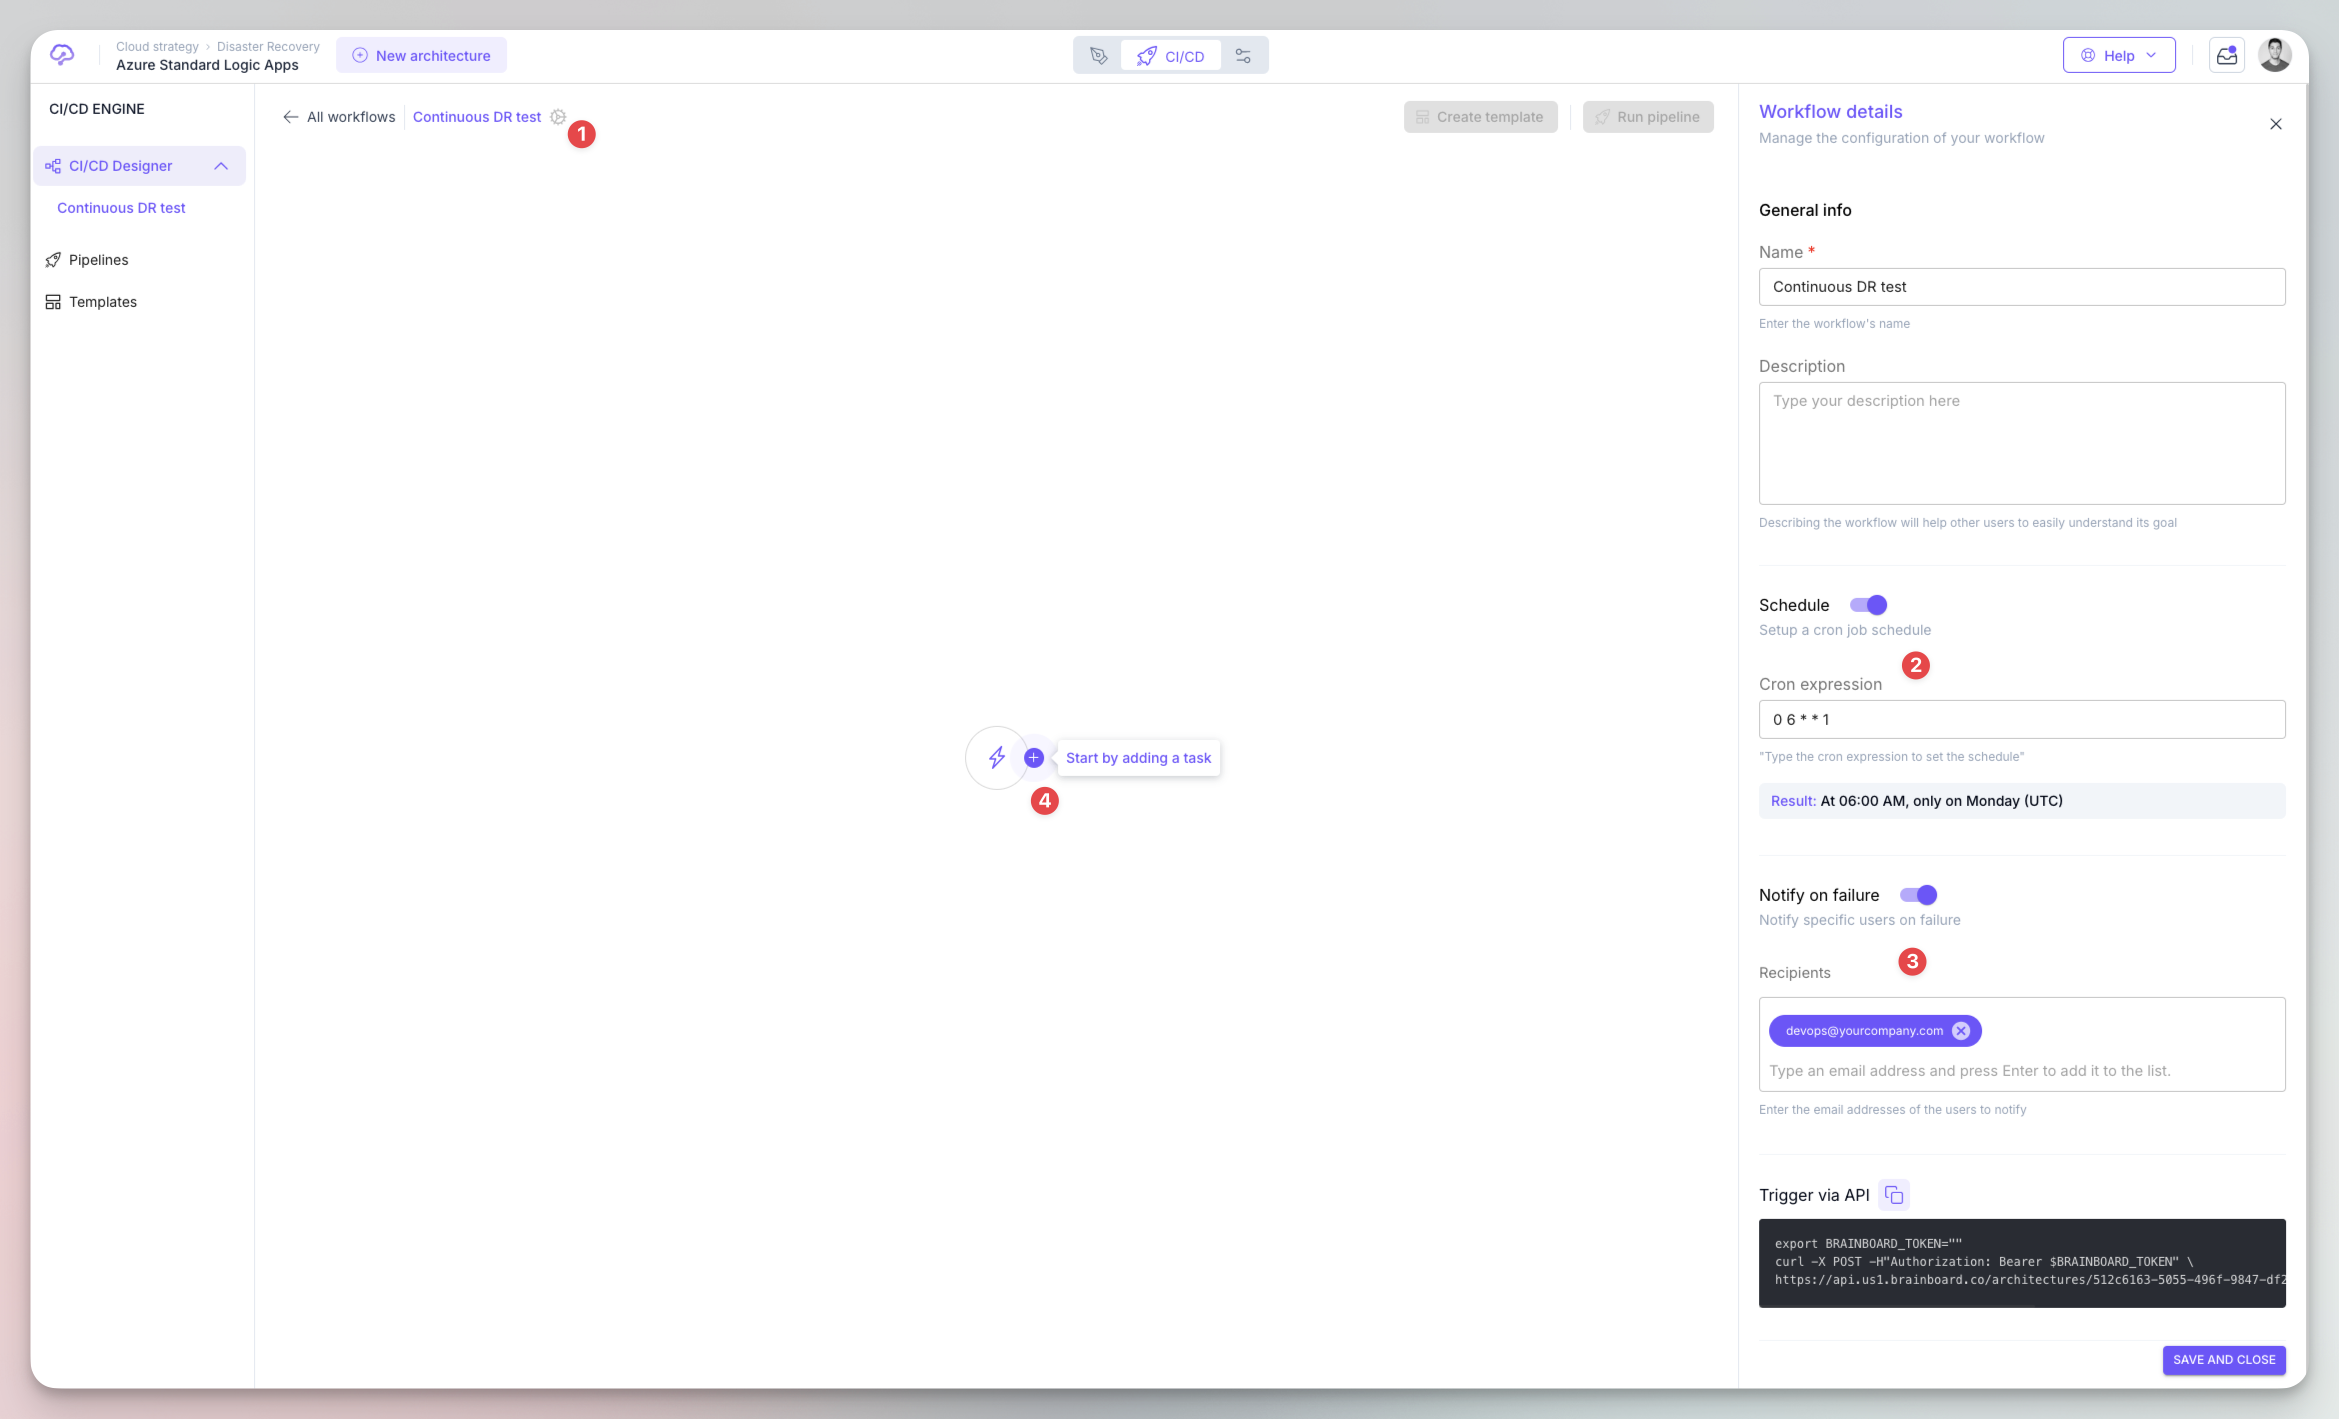 Cloud strategy › Disaster Recovery
Azure Standard Logic Apps
New architecture
CI/CD
Help
CI/CD ENGINE
CI/CD Designer
Continuous DR test
Pipelines
Templates
All workflows
Continuous DR test
1
Create template
Run pipeline
Start by adding a task
4
Workflow details
Manage the configuration of your workflow
General info
Name *
Continuous DR test
Enter the workflow's name
Description
Type your description here
Describing the workflow will help other users to easily understand its goal
Schedule
Setup a cron job schedule
2
Cron expression
0 6 * * 1
"Type the cron expression to set the schedule"
Result: At 06:00 AM, only on Monday (UTC)
Notify on failure
Notify specific users on failure
3
Recipients
devops@yourcompany.com
Type an email address and press Enter to add it to the list.
Enter the email addresses of the users to notify
Trigger via API
export BRAINBOARD_TOKEN=""
curl -X POST -H"Authorization: Bearer $BRAINBOARD_TOKEN" \
https://api.us1.brainboard.co/architectures/512c6163-5055-496f-9847-df2
SAVE AND CLOSE